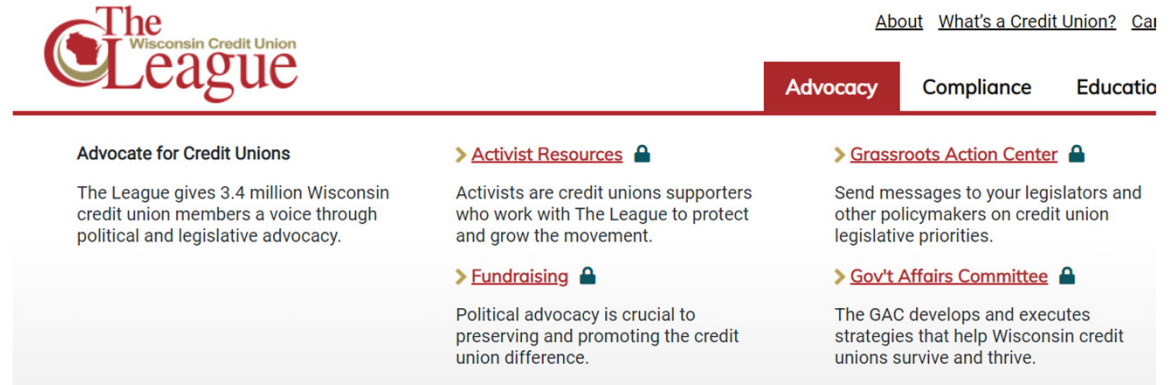 The
Wisconsin Credit Union
League
About What's a Credit Union?
Advocacy Compliance
Advocate for Credit Unions
The League gives 3.4 million Wisconsin
credit union members a voice through
political and legislative advocacy.
Activist Resources
Activists are credit unions supporters
who work with The League to protect
and grow the movement.
Fundraising
Political advocacy is crucial to
preserving and promoting the credit
union difference.
Grassroots Action Center
Send messages to your legislators and
other policymakers on credit union
legislative priorities.
Gov't Affairs Committee
The GAC develops and executes
strategies that help Wisconsin credit
unions survive and thrive.